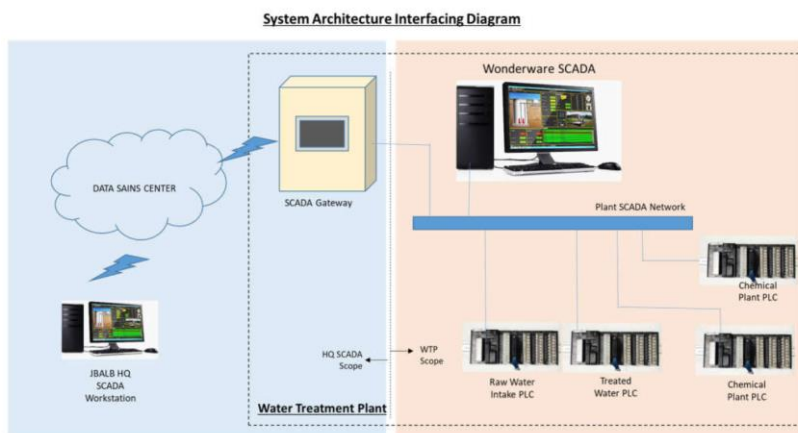 System Architecture Interfacing Diagram
Wonderware SCADA
DATA SAINS CENTER
SCADA Gateway
Plant SCADA Network
Chemical
Plant PLC
JBALB HQ
SCADA
Workstation
HQ SCADA
Scope
WTP
Scope
Raw Water
Intake PLC
Treated
Water PLC
Chemical
Plant PLC
Water Treatment Plant